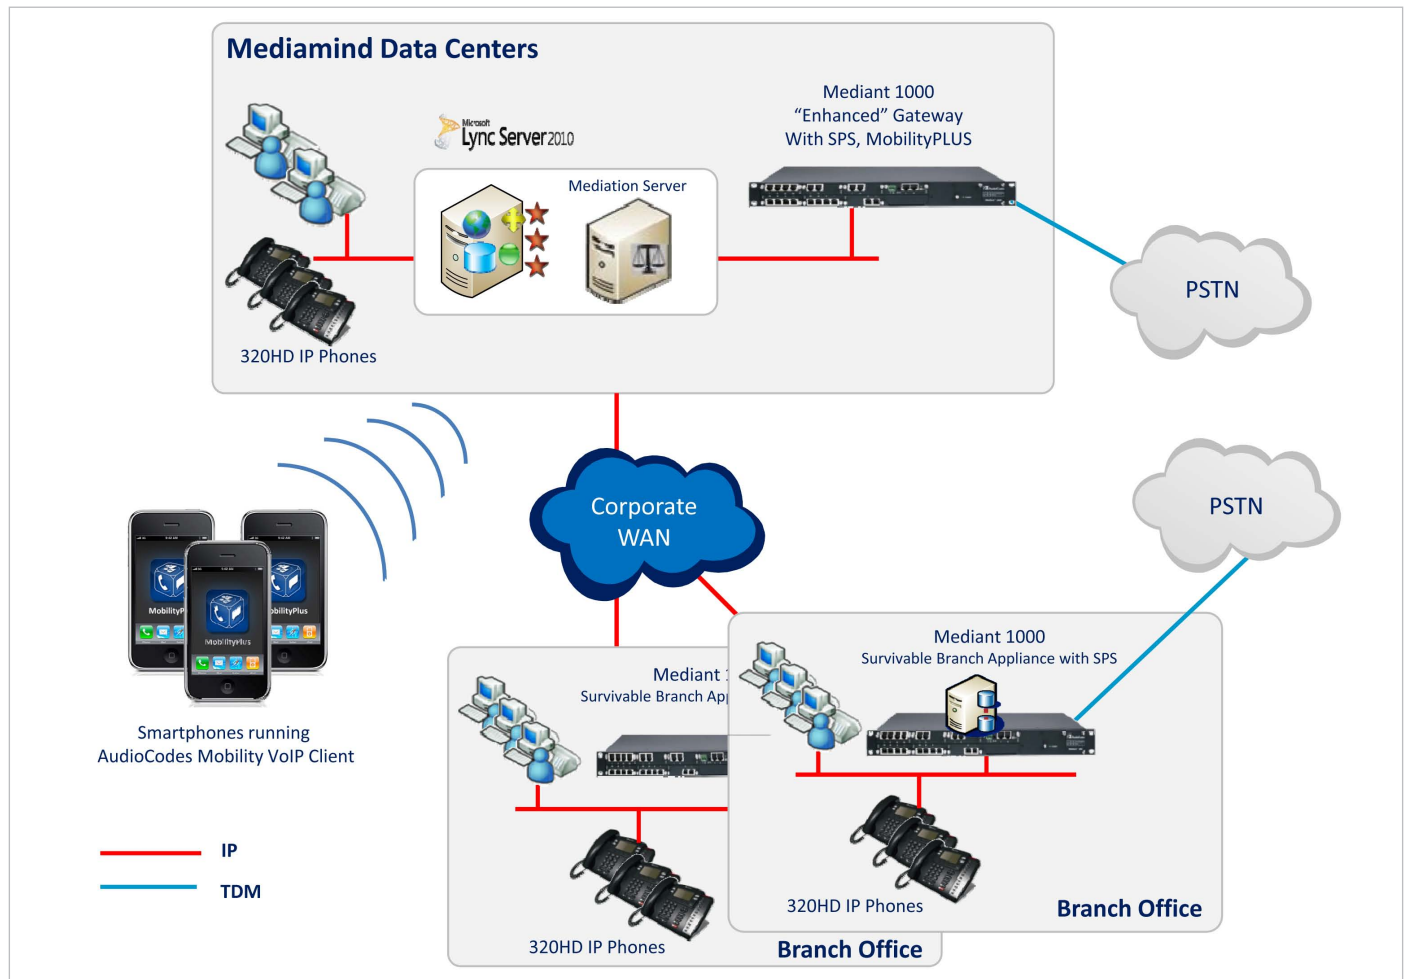 Mediamind Data Centers
Microsoft
Lync Server 2010
Mediation Server
Mediant 1000
“Enhanced” Gateway
With SPS, MobilityPLUS
320HD IP Phones
PSTN
Corporate
WAN
PSTN
MobilityPlus
Smartphones running
AudioCodes Mobility VoIP Client
Mediant
Survivable Branch App
320HD IP Phones
Branch Office
Mediant 1000
Survivable Branch Appliance with SPS
320HD IP Phones
Branch Office
IP
TDM